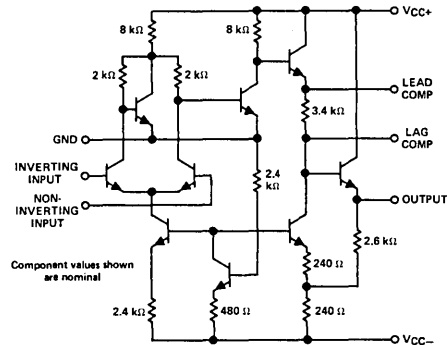 8 kΩ
8 kΩ
VCC+
2 kΩ
2 kΩ
LEAD
COMP
3.4 kΩ
GND
LAG
COMP
INVERTING
INPUT
2.4
kΩ
NON-
INVERTING
INPUT
OUTPUT
2.6 kΩ
Component values shown
are nominal
240 Ω
2.4 kΩ
480 Ω
240 Ω
VCC−